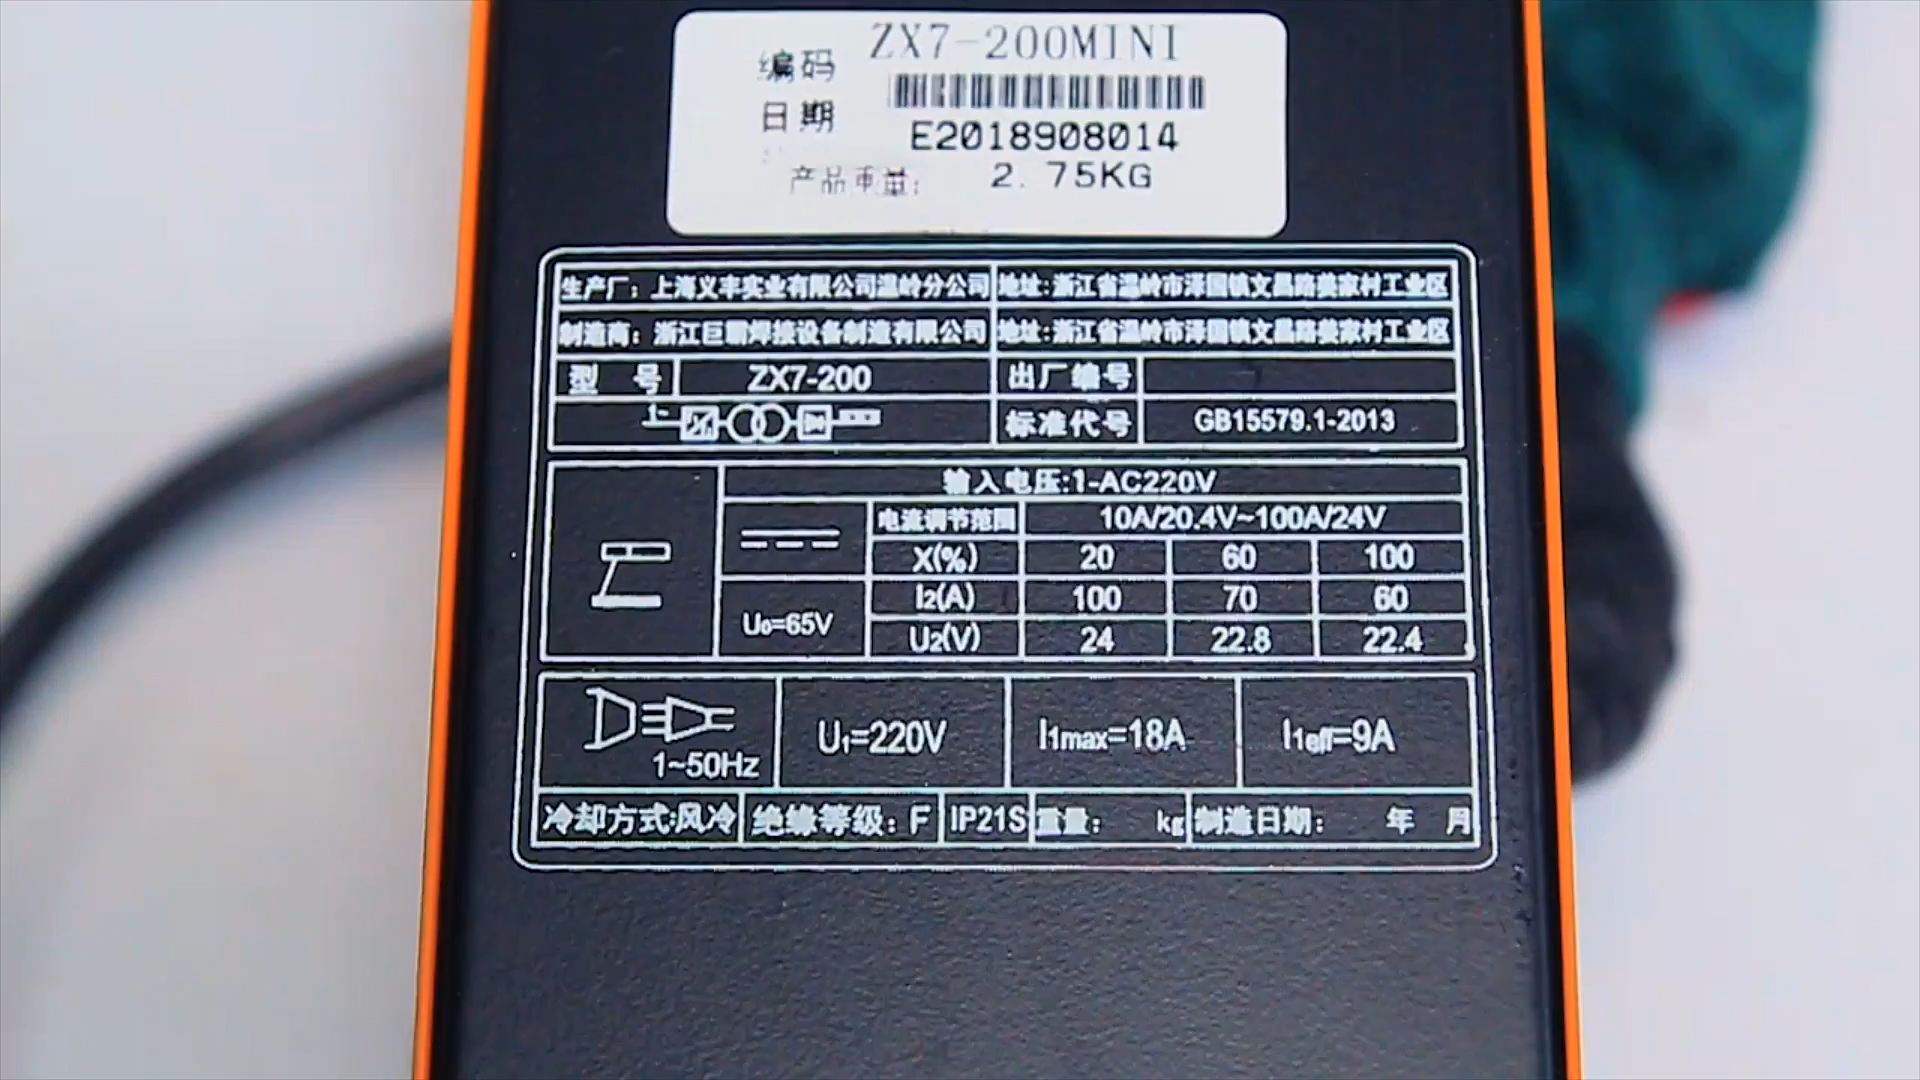 ZX7-200MINI
编码
日期
E2018908014
产品重量: 2.75KG
生产厂：上海义丰实业有限公司温岭分公司 地址:浙江省温岭市泽国镇文昌路姜家村工业区
制造商：浙江巨霸焊接设备制造有限公司 地址:浙江省温岭市泽国镇文昌路姜家村工业区
型 号 ZX7-200 出厂编号
标准代号 GB15579.1-2013
输入电压:1-AC220V
电流调节范围 10A/20.4V~100A/24V
X(%) 20 60 100
I2(A) 100 70 60
U0=65V
U2(V) 24 22.8 22.4
1~50Hz
U1=220V I1max=18A I1eff=9A
冷却方式:风冷 绝缘等级：F IP21S 重量： kg 制造日期： 年 月